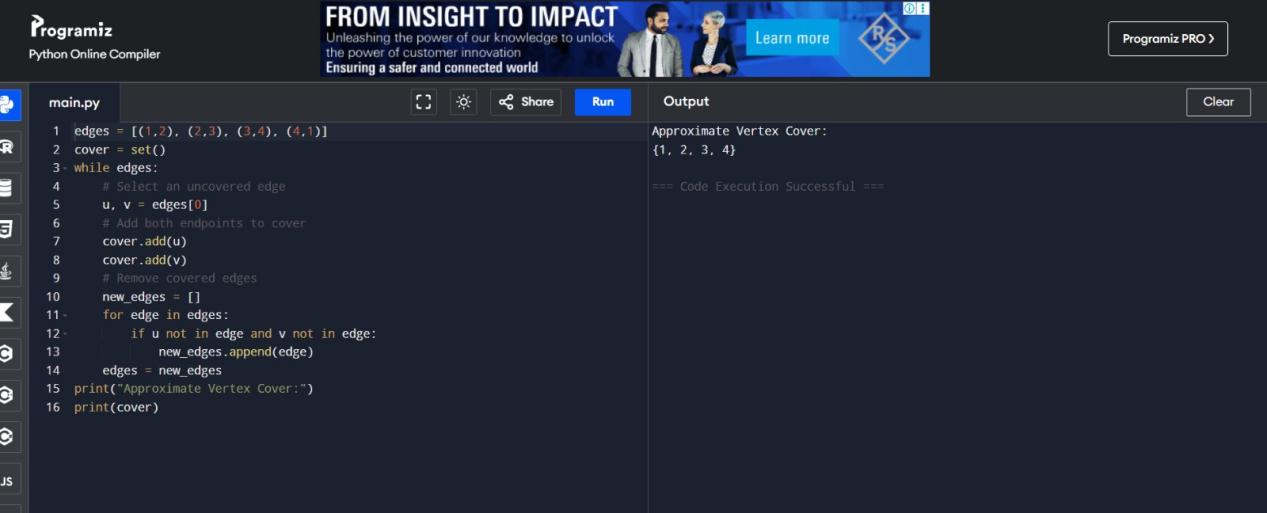 Programiz
Python Online Compiler
FROM INSIGHT TO IMPACT
Unleashing the power of our knowledge to unlock
the power of customer innovation
Ensuring a safer and connected world
Learn more
R&S
Programiz PRO >
main.py
Share
Run
Output
Clear
1 edges = [(1,2), (2,3), (3,4), (4,1)]
2 cover = set()
3 while edges:
4     # Select an uncovered edge
5     u, v = edges[0]
6     # Add both endpoints to cover
7     cover.add(u)
8     cover.add(v)
9     # Remove covered edges
10     new_edges = []
11     for edge in edges:
12         if u not in edge and v not in edge:
13             new_edges.append(edge)
14     edges = new_edges
15 print("Approximate Vertex Cover:")
16 print(cover)
Approximate Vertex Cover:
{1, 2, 3, 4}
=== Code Execution Successful ===
R
JS